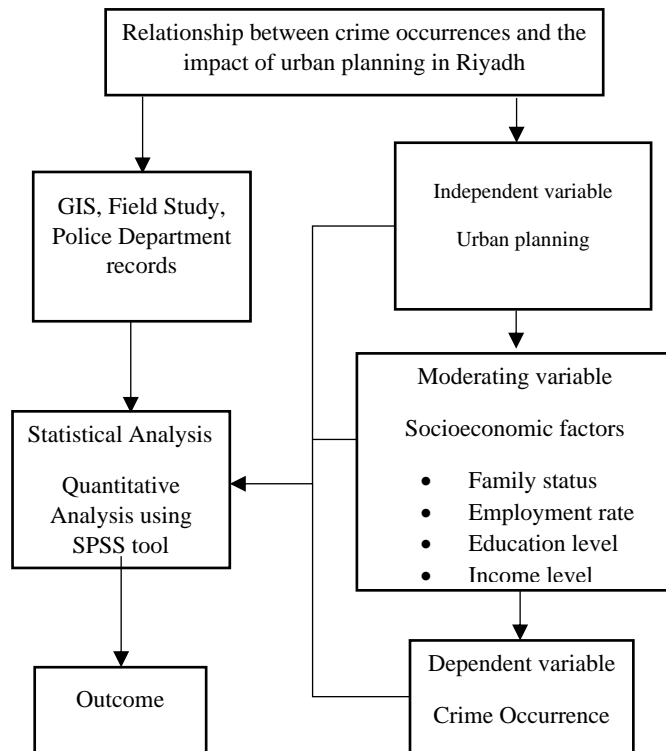 Relationship between crime occurrences and the
impact of urban planning in Riyadh
GIS, Field Study,
Police Department
records
Independent variable
Urban planning
Moderating variable
Socioeconomic factors
• Family status
• Employment rate
• Education level
• Income level
Statistical Analysis
Quantitative
Analysis using
SPSS tool
Outcome
Dependent variable
Crime Occurrence